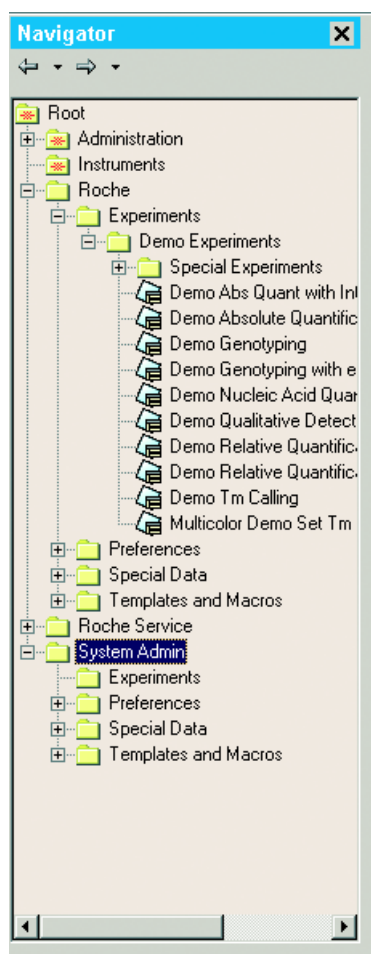 Navigator
Root
Administration
Instruments
Roche
Experiments
Demo Experiments
Special Experiments
Demo Abs Quant with Int
Demo Absolute Quantific
Demo Genotyping
Demo Genotyping with e
Demo Nucleic Acid Quar
Demo Qualitative Detect
Demo Relative Quantific
Demo Relative Quantific
Demo Tm Calling
Multicolor Demo Set Tm
Preferences
Special Data
Templates and Macros
Roche Service
System Admin
Experiments
Preferences
Special Data
Templates and Macros